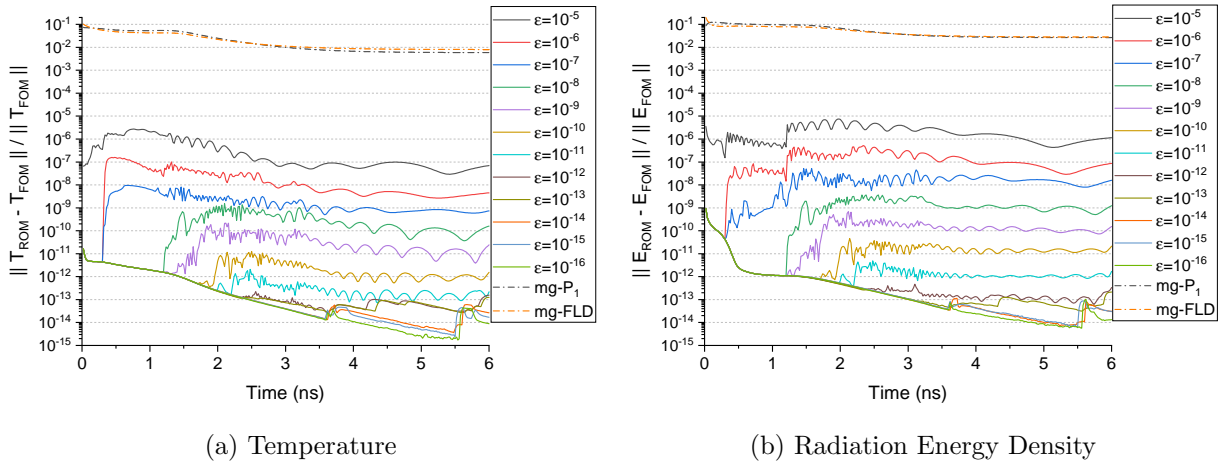 || T_ROM - T_FOM || / || T_FOM ||
10^-1
10^-2
10^-3
10^-4
10^-5
10^-6
10^-7
10^-8
10^-9
10^-10
10^-11
10^-12
10^-13
10^-14
10^-15
0 1 2 3 4 5 6
Time (ns)
ε=10^-5
ε=10^-6
ε=10^-7
ε=10^-8
ε=10^-9
ε=10^-10
ε=10^-11
ε=10^-12
ε=10^-13
ε=10^-14
ε=10^-15
ε=10^-16
mg-P_1
mg-FLD
(a) Temperature
|| E_ROM - E_FOM || / || E_FOM ||
10^-1
10^-2
10^-3
10^-4
10^-5
10^-6
10^-7
10^-8
10^-9
10^-10
10^-11
10^-12
10^-13
10^-14
10^-15
0 1 2 3 4 5 6
Time (ns)
ε=10^-5
ε=10^-6
ε=10^-7
ε=10^-8
ε=10^-9
ε=10^-10
ε=10^-11
ε=10^-12
ε=10^-13
ε=10^-14
ε=10^-15
ε=10^-16
mg-P_1
mg-FLD
(b) Radiation Energy Density